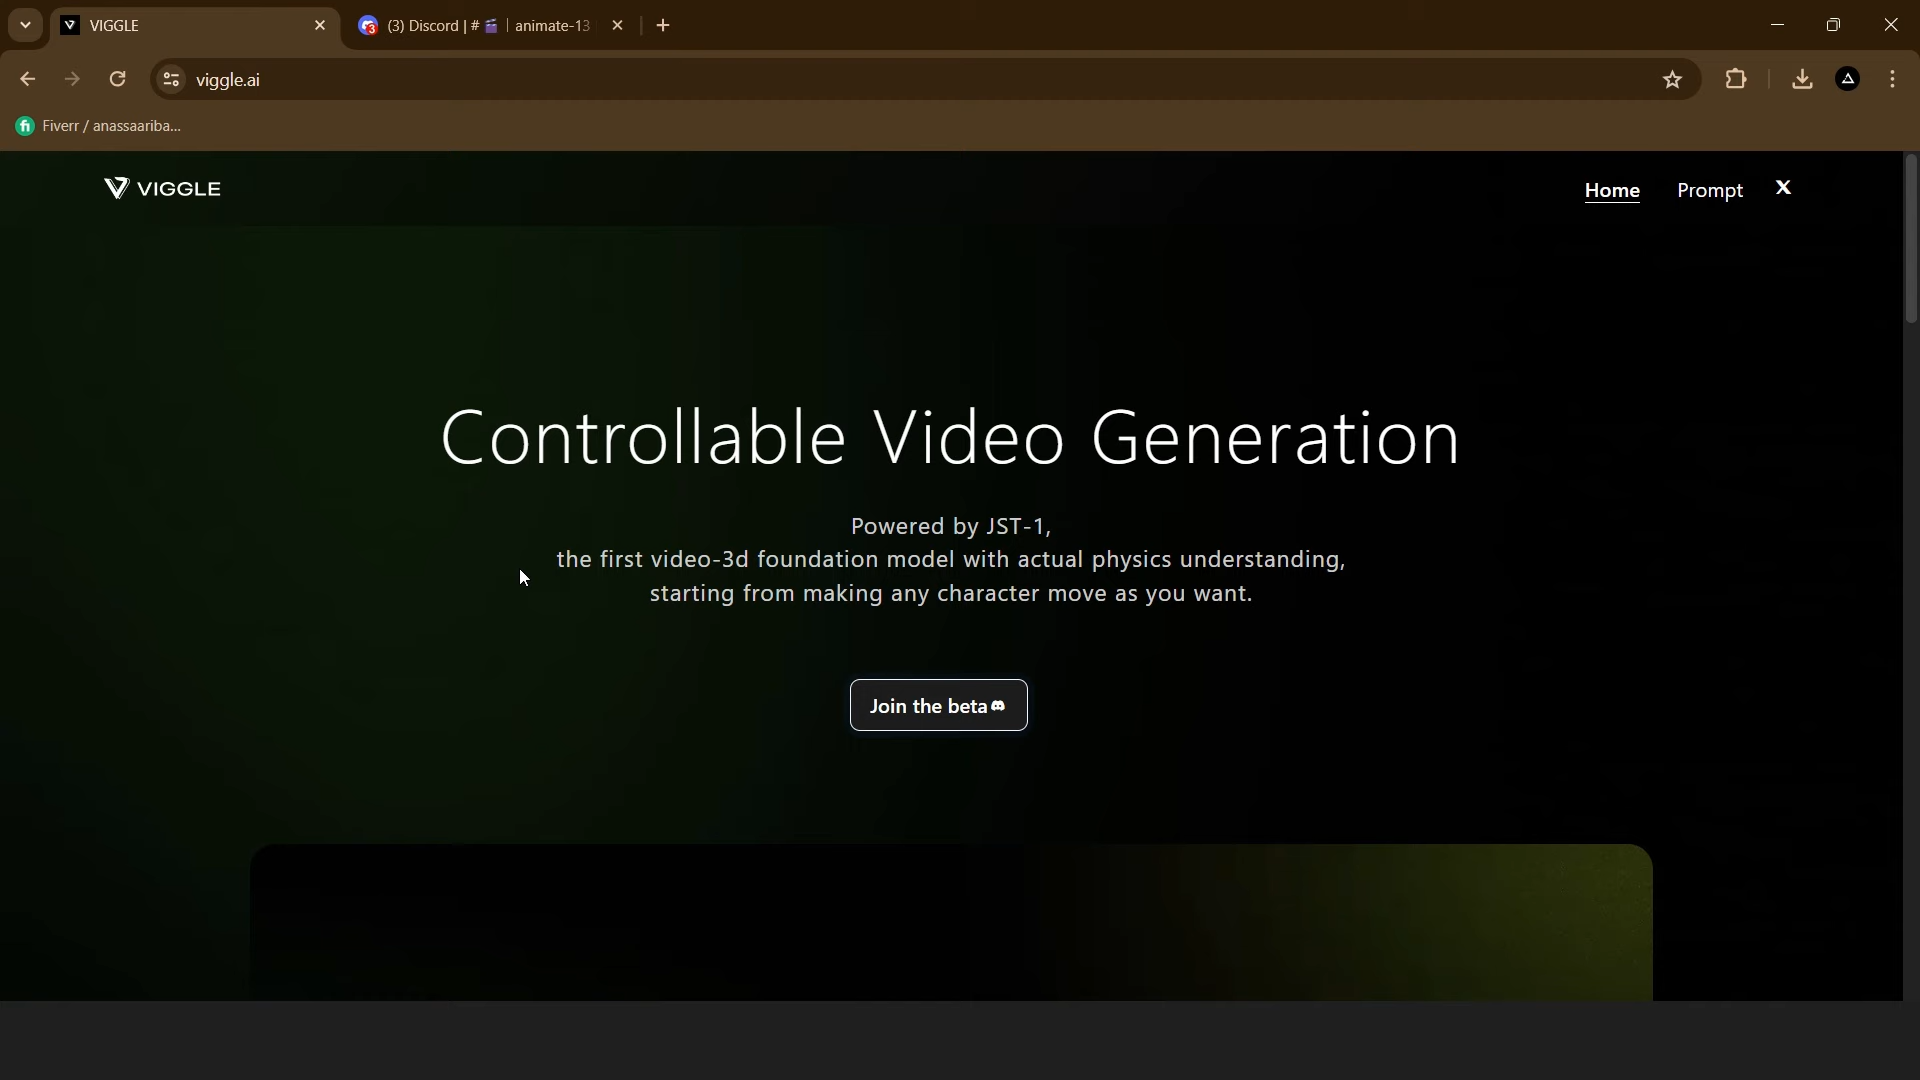 VIGGLE
(3) Discord | # | animate-13
viggle.ai
Fiverr / anassaariba...
VIGGLE
Home Prompt X
Controllable Video Generation
Powered by JST-1,
the first video-3d foundation model with actual physics understanding,
starting from making any character move as you want.
Join the beta